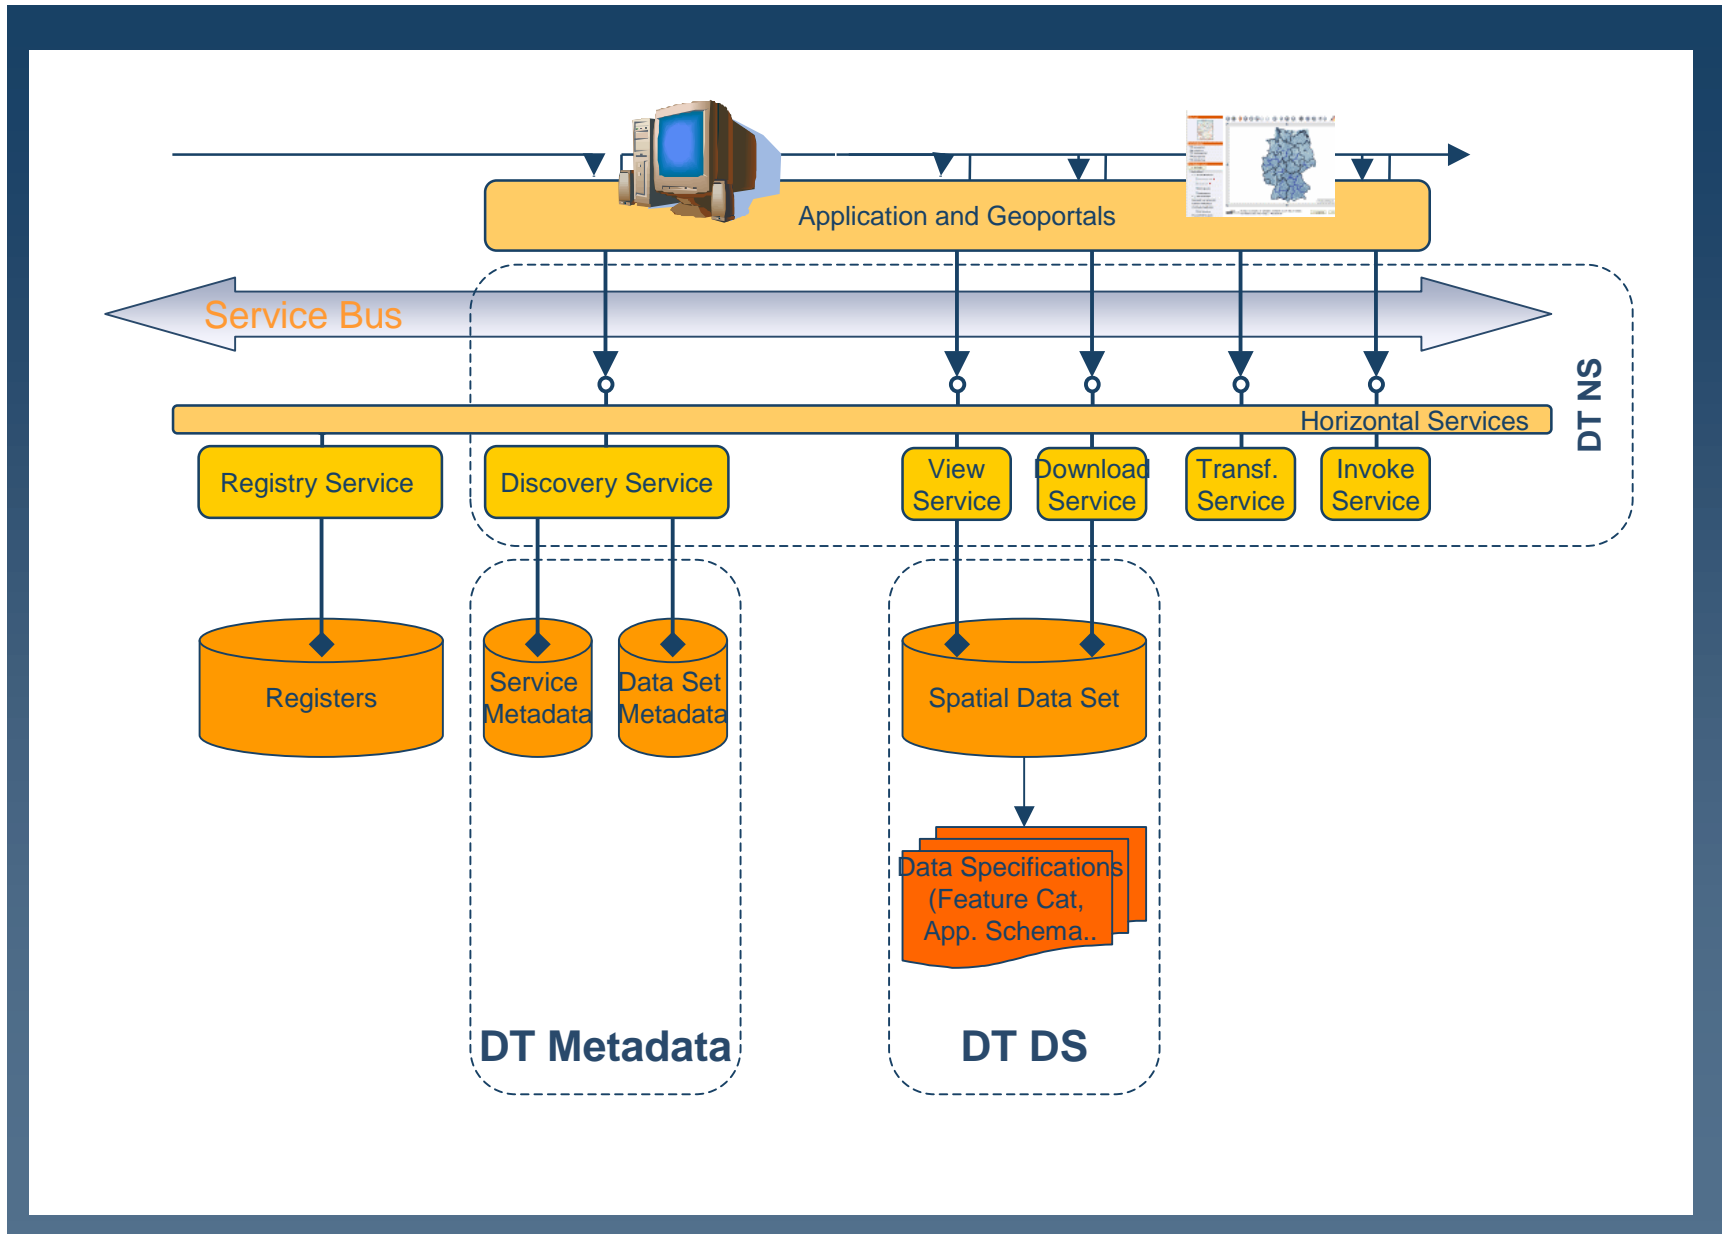 Application and Geoportals
Service Bus
DT NS
Horizontal Services
Registry Service
Discovery Service
View
Service
Download
Service
Transf.
Service
Invoke
Service
Registers
Service
Metadata
Data Set
Metadata
Spatial Data Set
Data Specifications
(Feature Cat,
App. Schema..
DT Metadata
DT DS